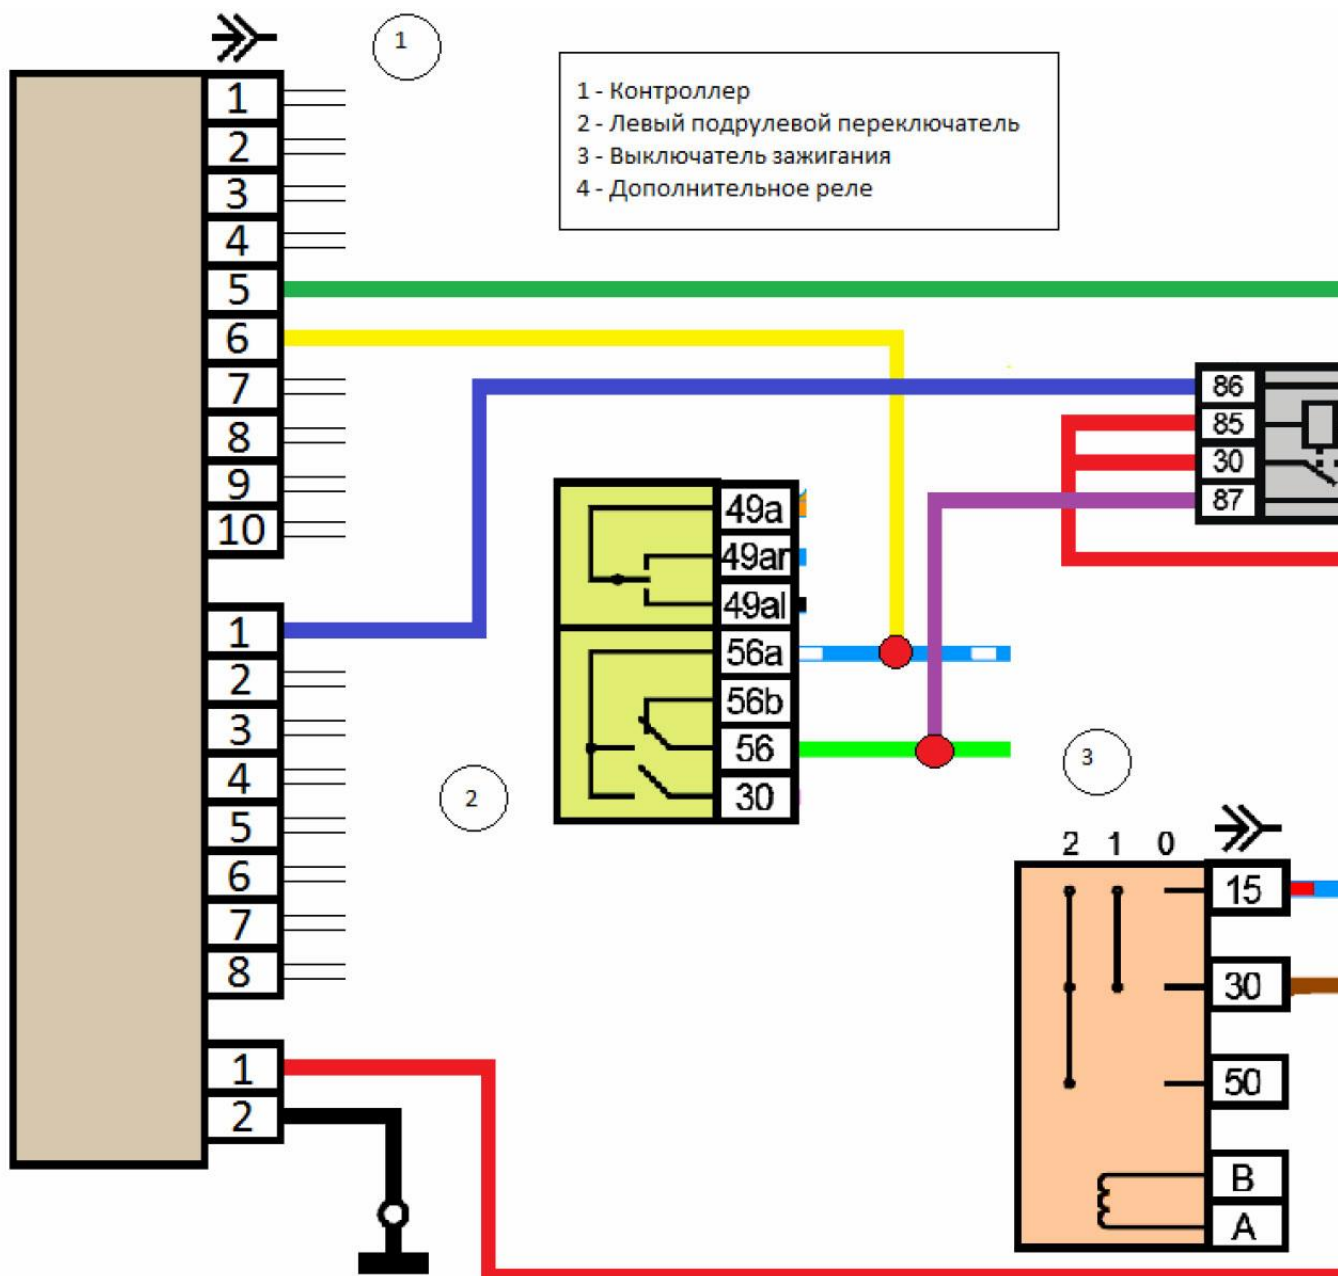 1
1 - Контроллер
2 - Левый подрулевой переключатель
3 - Выключатель зажигания
4 - Дополнительное реле
1
2
3
4
5
6
7
8
9
10
86
85
30
87
49a
49ar
49al
56a
56b
56
30
1
2
3
4
5
6
7
8
2
3
2 1 0
15
30
50
B
A
1
2